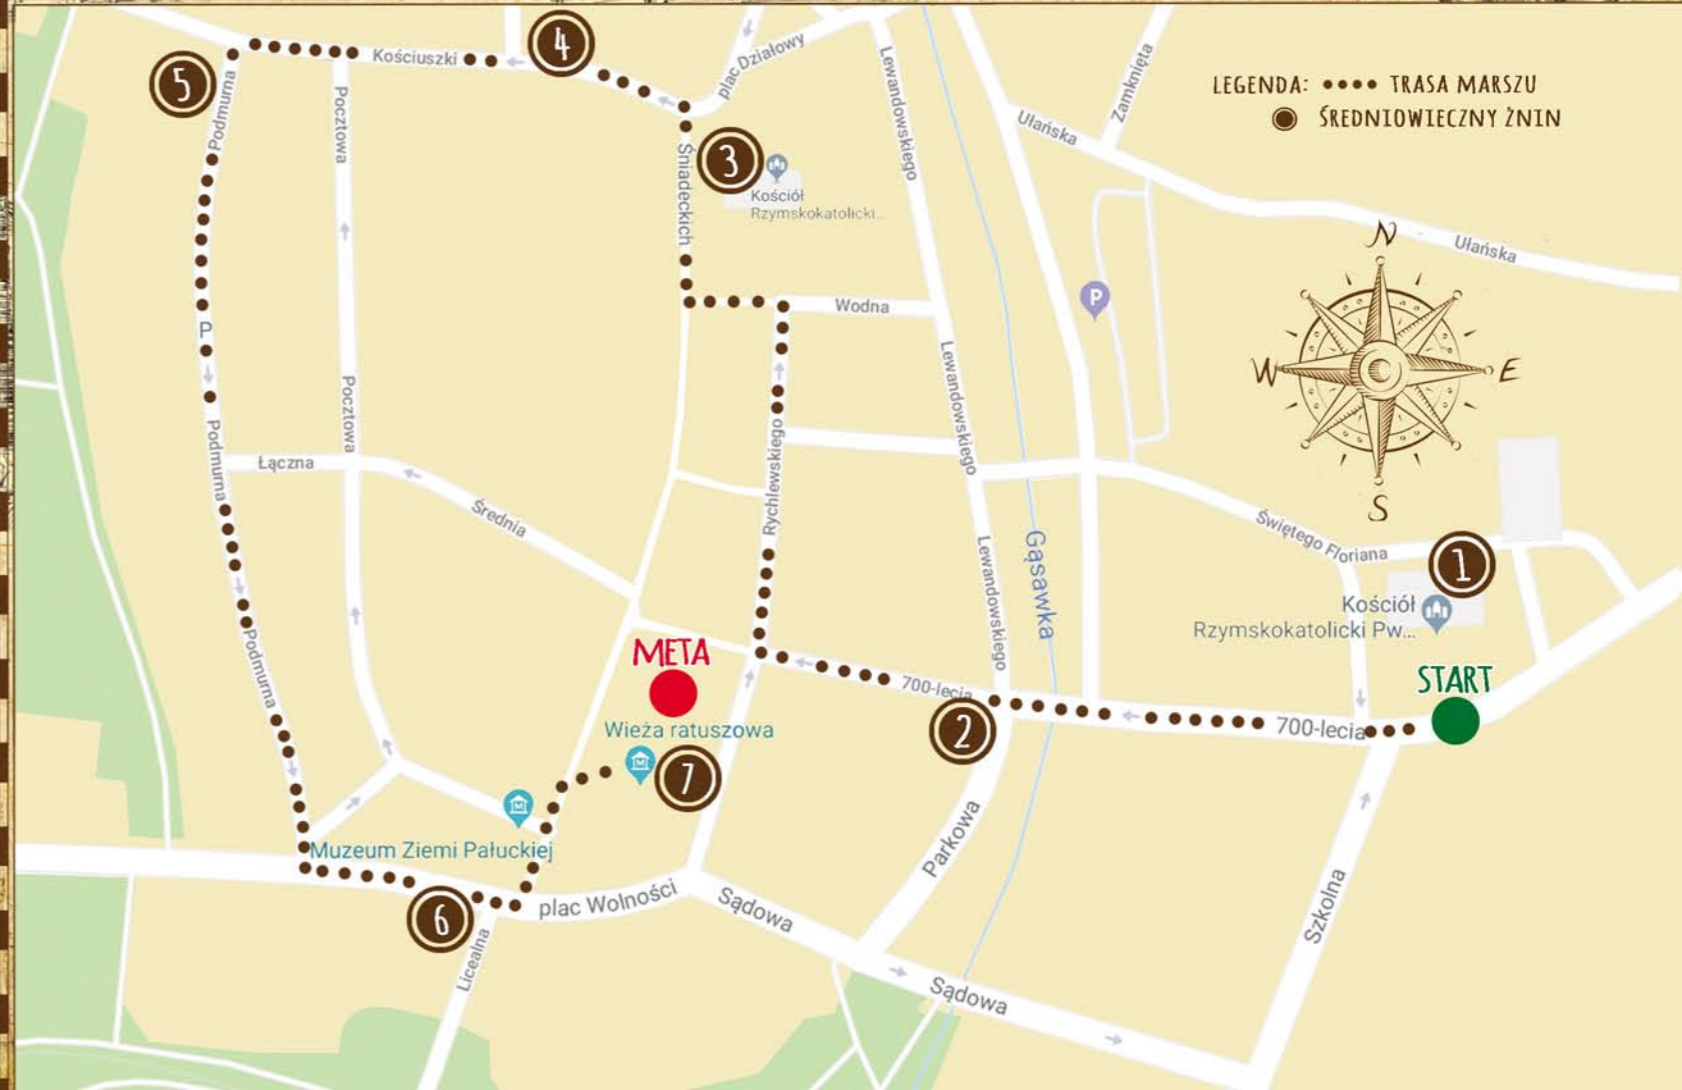 LEGENDA: •••• TRASA MARSZU
ŚREDNIOWIECZNY ŻNIN
4
Kościuszki
plac Działowy
5
Podmurna
Pocztowa
Śniadeckich
3
Kościół
Rzymskokatolicki...
Lewandowskiego
Zamknięta
Ułańska
Ułańska
N
W
E
S
P
P
Wodna
Lewandowskiego
Pocztowa
Podmurna
Łączna
Średnia
Rychlewskiego
Lewandowskiego
Gąsawka
Świętego Floriana
1
Kościół
Rzymskokatolicki Pw...
START
META
Podmurna
Wieża ratuszowa
7
700-lecia
2
700-lecia
Muzeum Ziemi Pałuckiej
6
plac Wolności
Sądowa
Parkowa
Szkolna
Licealna
Sądowa